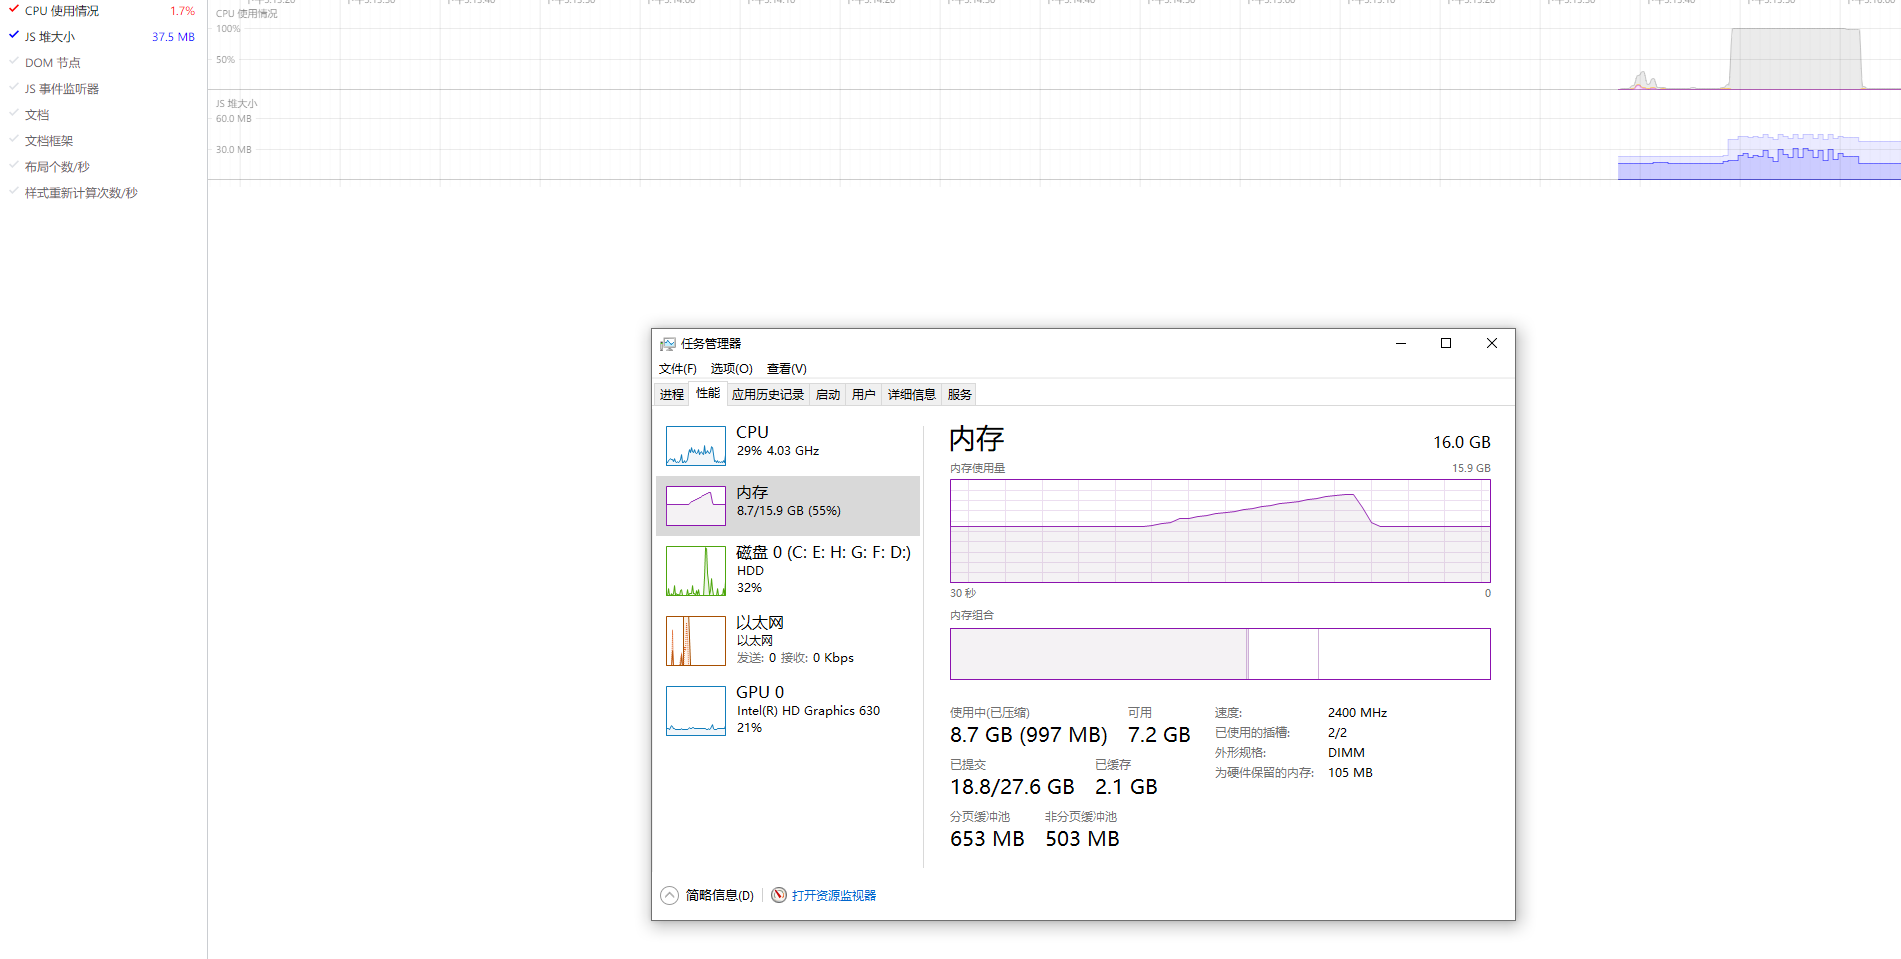 CPU 使用情况 1.7%
JS 堆大小 37.5 MB
DOM 节点
JS 事件监听器
文档
文档框架
布局个数/秒
样式重新计算次数/秒
CPU 使用情况
100%
50%
JS 堆大小
60.0 MB
30.0 MB
任务管理器
文件(F) 选项(O) 查看(V)
进程 性能 应用历史记录 启动 用户 详细信息 服务
CPU
29% 4.03 GHz
内存
8.7/15.9 GB (55%)
磁盘 0 (C: E: H: G: F: D:)
HDD
32%
以太网
以太网
发送: 0 接收: 0 Kbps
GPU 0
Intel(R) HD Graphics 630
21%
内存 16.0 GB
内存使用量 15.9 GB
30 秒 0
内存组合
使用中(已压缩) 可用
8.7 GB (997 MB) 7.2 GB
已提交 已缓存
18.8/27.6 GB 2.1 GB
分页缓冲池 非分页缓冲池
653 MB 503 MB
速度: 2400 MHz
已使用的插槽: 2/2
外形规格: DIMM
为硬件保留的内存: 105 MB
简略信息(D) 打开资源监视器